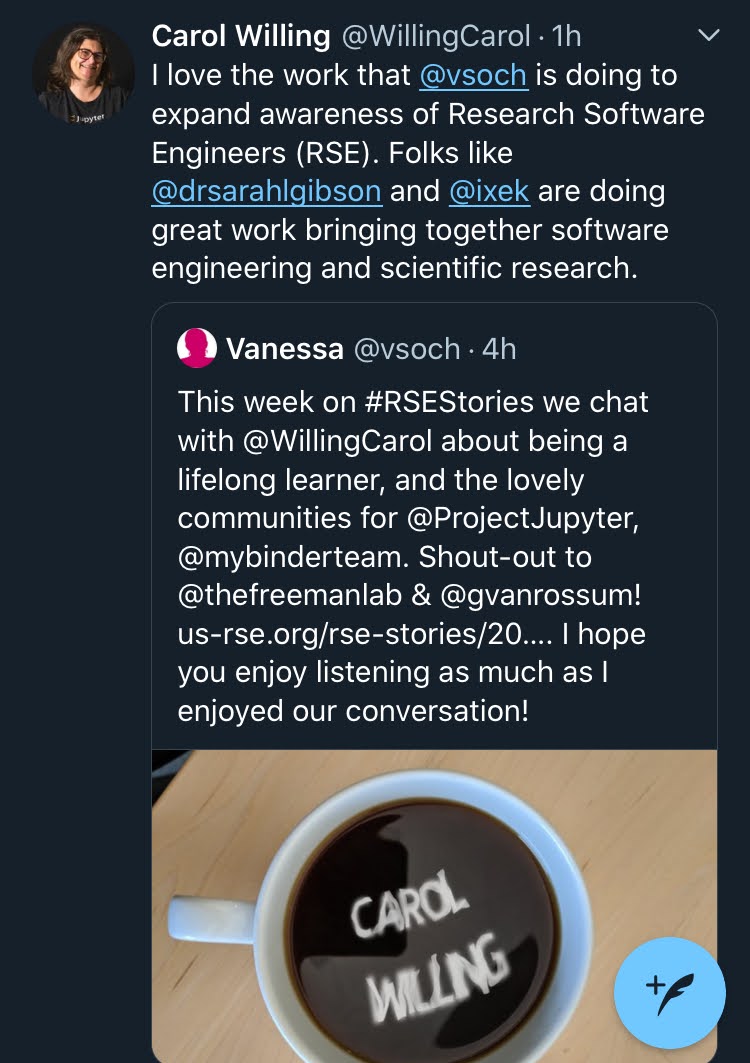 Carol Willing @WillingCarol · 1h
I love the work that @vsoch is doing to
expand awareness of Research Software
Engineers (RSE). Folks like
@drsarahlgibson and @ixek are doing
great work bringing together software
engineering and scientific research.
Vanessa @vsoch · 4h
This week on #RSEStories we chat
with @WillingCarol about being a
lifelong learner, and the lovely
communities for @ProjectJupyter,
@mybinderteam. Shout-out to
@thefreemanlab & @gvanrossum!
us-rse.org/rse-stories/20.... I hope
you enjoy listening as much as I
enjoyed our conversation!
CAROL
WILLING